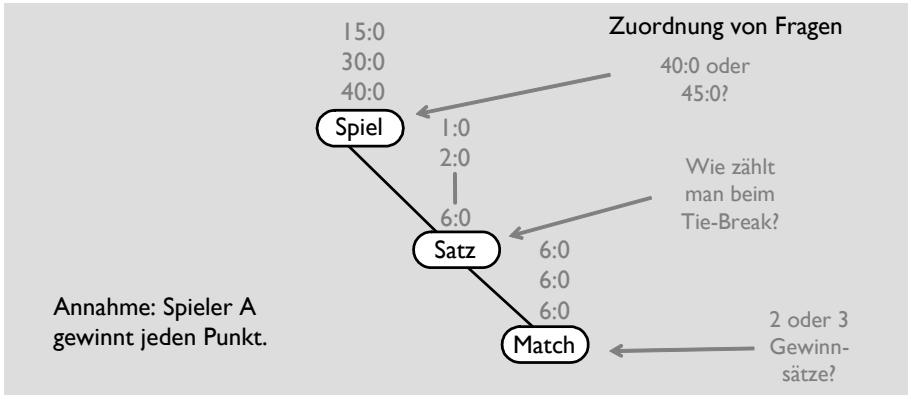 15:0
30:0
40:0
Spiel
1:0
2:0
6:0
Satz
6:0
6:0
6:0
Match
Zuordnung von Fragen
40:0 oder
45:0?
Wie zählt
man beim
Tie-Break?
2 oder 3
Gewinn-
sätze?
Annahme: Spieler A
gewinnt jeden Punkt.